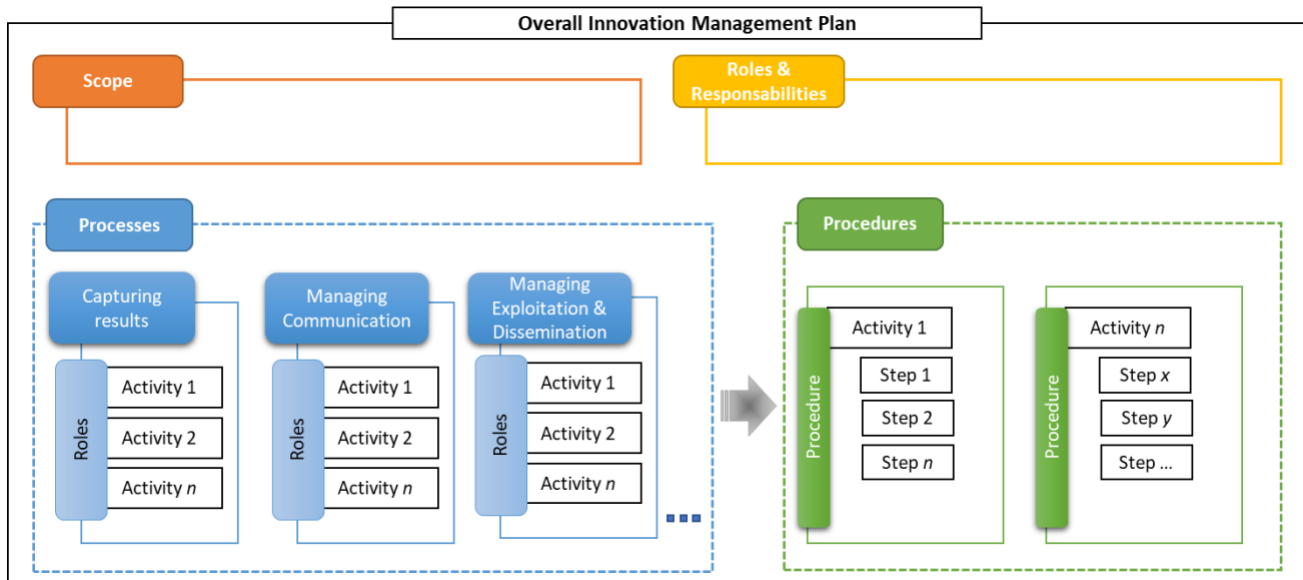 Overall Innovation Management Plan
Scope
Roles &
Responsabilities
Processes
Capturing
results
Roles
Activity 1
Activity 2
Activity n
Managing
Communication
Roles
Activity 1
Activity 2
Activity n
Managing
Exploitation &
Dissemination
Roles
Activity 1
Activity 2
Activity n
Procedures
Procedure
Activity 1
Step 1
Step 2
Step n
Procedure
Activity n
Step x
Step y
Step ...